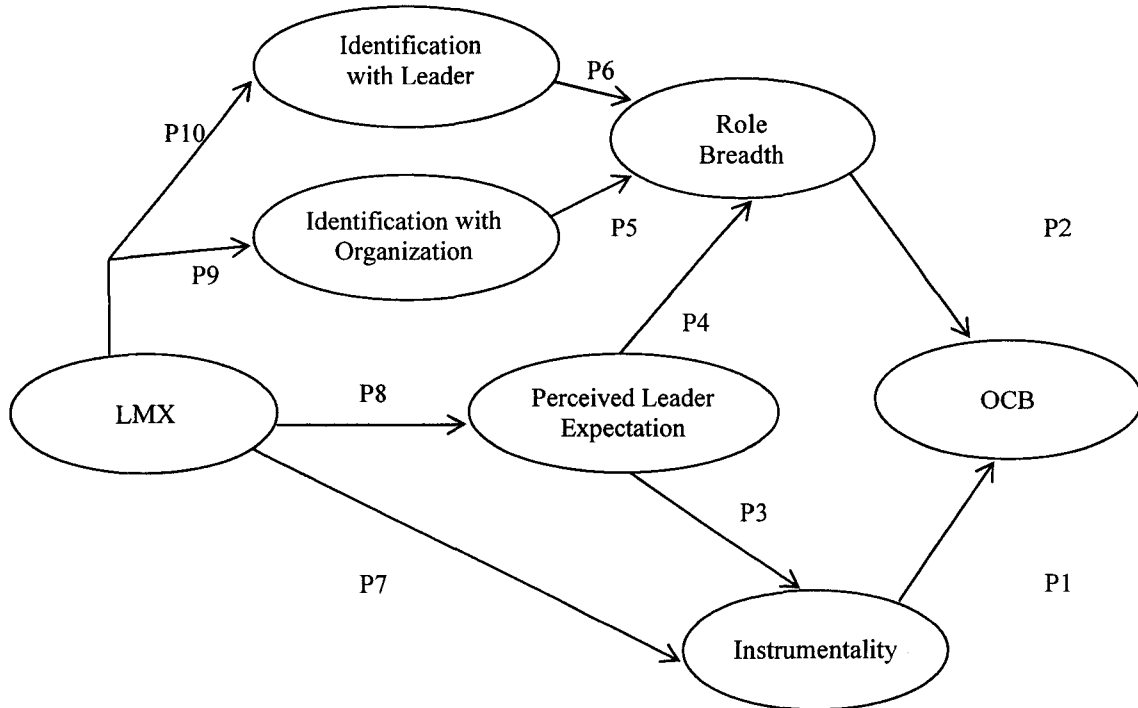 Identification
with Leader
P6
P10
Role
Breadth
Identification with
Organization
P5
P9
P2
P4
LMX
P8
Perceived Leader
Expectation
OCB
P3
P7
P1
Instrumentality